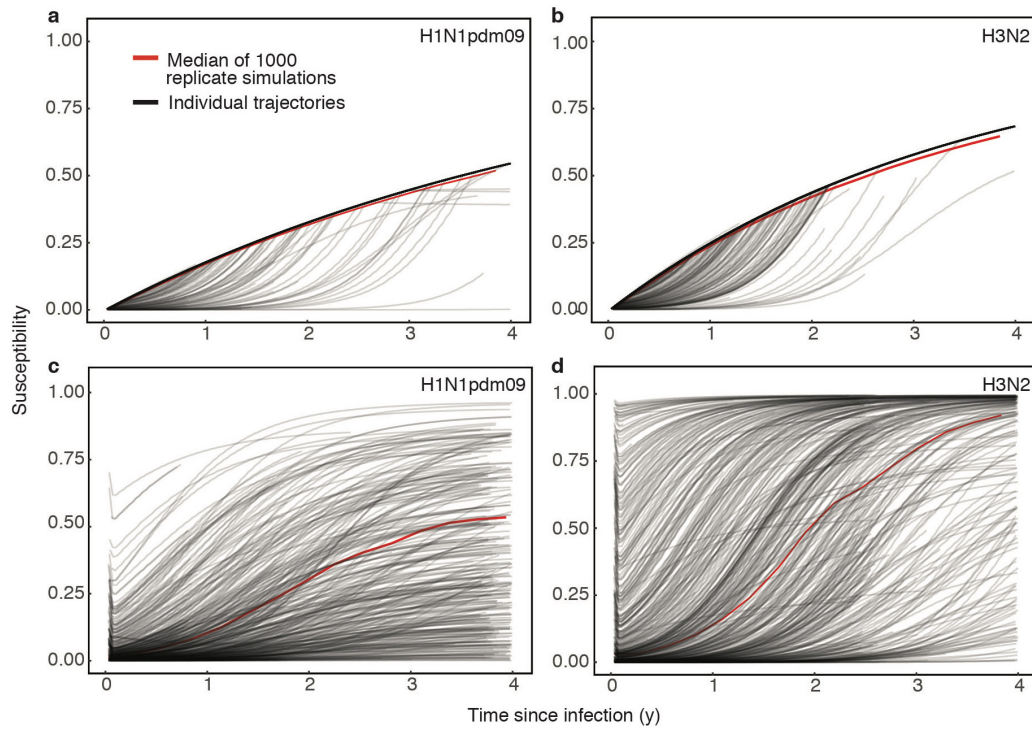 a
H1N1pdm09
1.00
0.75
0.50
0.25
0.00
0 1 2 3 4
Median of 1000
replicate simulations
Individual trajectories
b
H3N2
1.00
0.75
0.50
0.25
0.00
0 1 2 3 4
Susceptibility
c
H1N1pdm09
1.00
0.75
0.50
0.25
0.00
0 1 2 3 4
d
H3N2
1.00
0.75
0.50
0.25
0.00
0 1 2 3 4
Time since infection (y)